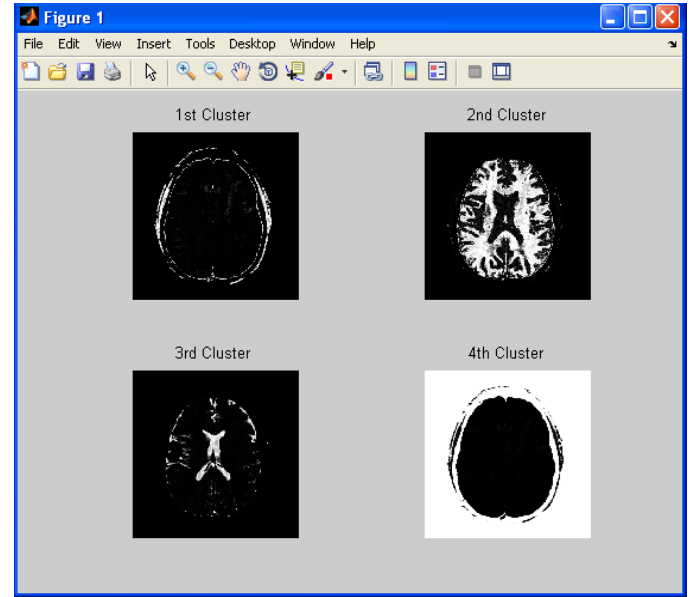 Figure 1
File Edit View Insert Tools Desktop Window Help
1st Cluster
2nd Cluster
3rd Cluster
4th Cluster